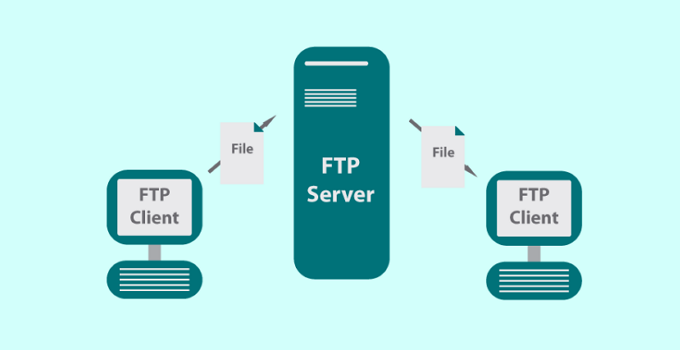 File
File
FTP
Server
FTP
Client
FTP
Client